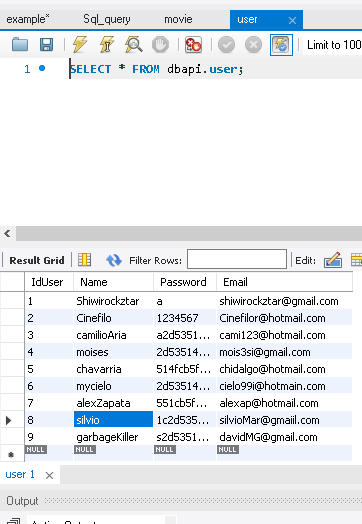 example* Sql_query movie user
Limit to 100
1 SELECT * FROM dbapi.user;
Result Grid Filter Rows: Edit:
IdUser Name Password Email
1 Shiwirockztar a shiwirockztar@gmail.com
2 Cinefilo 1234567 Cinefilor@hotmail.com
3 camilioAria a2d5351... cami123@hotmail.com
4 moises 2d53514... mois3si@gmail.com
5 chavarria 514fcb5f... chidalgo@hotmail.com
6 mycielo 2d53514... cielo99i@hotmain.com
7 alexZapata 551cb5f... alexap@hotmail.com
8 silvio 1c2d535... silvioMar@gmaiil.com
9 garbageKiller s2d5351... davidMG@gmail.com
NULL NULL NULL NULL
user 1
Output